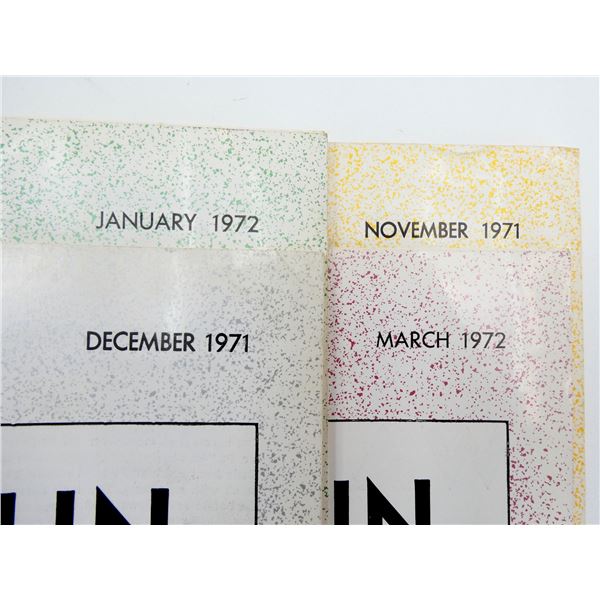 JANUARY 1972
NOVEMBER 1971
DECEMBER 1971
MARCH 1972